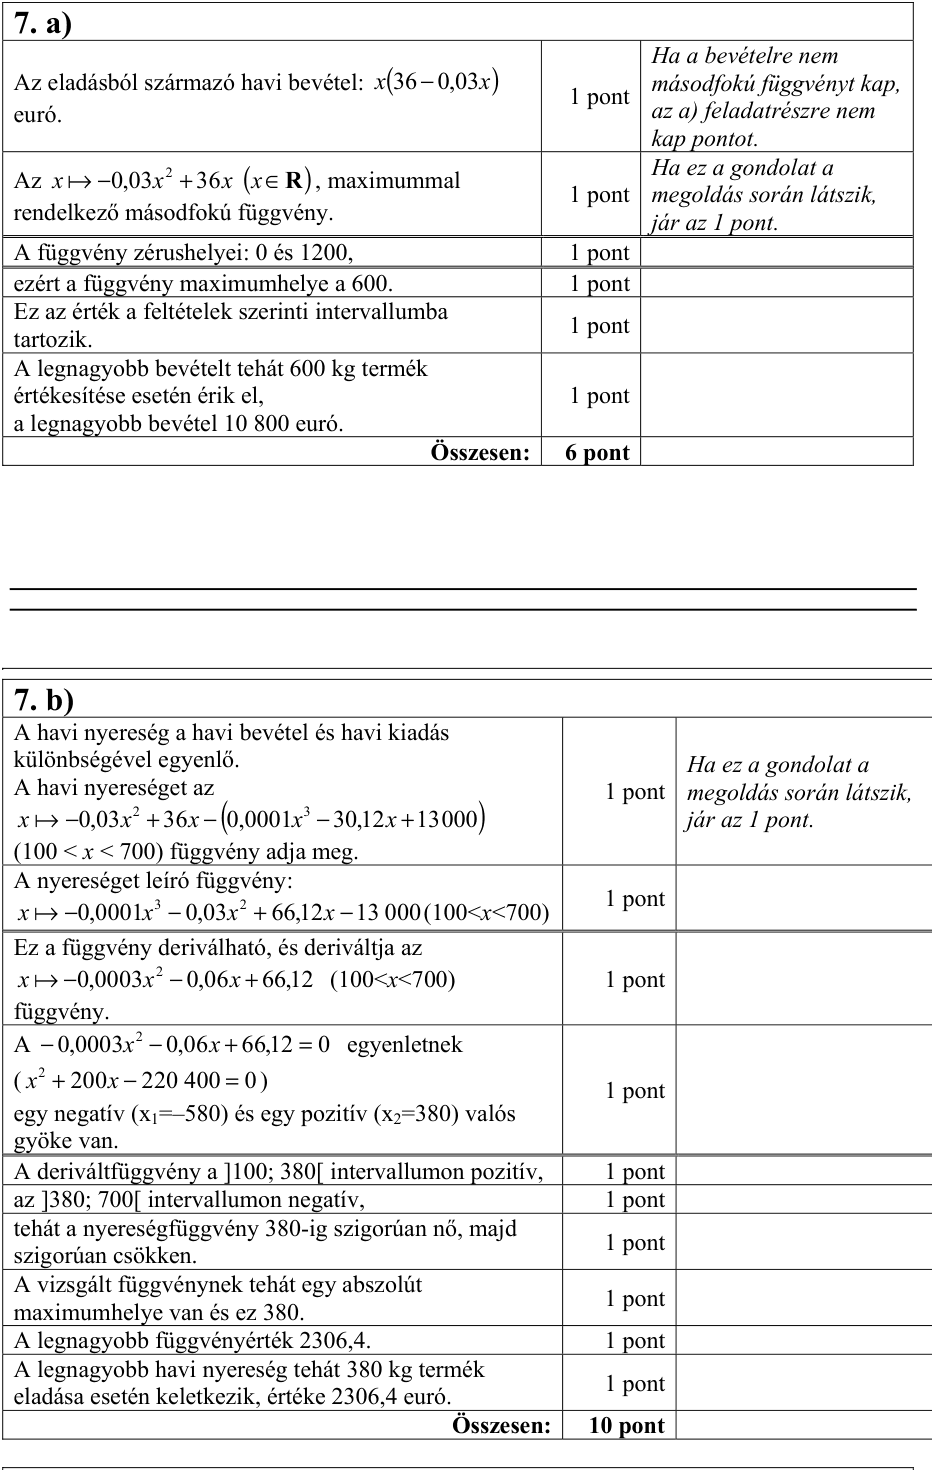 7. a)
Az eladásból származó havi bevétel: x(36 − 0,03x)
euró.
1 pont
Ha a bevételre nem
másodfokú függvényt kap,
az a) feladatrészre nem
kap pontot.
Az x ↦ −0,03x² + 36x (x ∈ R), maximummal
rendelkező másodfokú függvény.
1 pont
Ha ez a gondolat a
megoldás során látszik,
jár az 1 pont.
A függvény zérushelyei: 0 és 1200,
1 pont
ezért a függvény maximumhelye a 600.
1 pont
Ez az érték a feltételek szerinti intervallumba
tartozik.
1 pont
A legnagyobb bevételt tehát 600 kg termék
értékesítése esetén érik el,
a legnagyobb bevétel 10 800 euró.
1 pont
Összesen:
6 pont
7. b)
A havi nyereség a havi bevétel és havi kiadás
különbségével egyenlő.
A havi nyereséget az
x ↦ −0,03x² + 36x − (0,0001x³ − 30,12x + 13000)
(100 < x < 700) függvény adja meg.
1 pont
Ha ez a gondolat a
megoldás során látszik,
jár az 1 pont.
A nyereséget leíró függvény:
x ↦ −0,0001x³ − 0,03x² + 66,12x − 13 000 (100<x<700)
1 pont
Ez a függvény deriválható, és deriváltja az
x ↦ −0,0003x² − 0,06x + 66,12 (100<x<700)
függvény.
1 pont
A − 0,0003x² − 0,06x + 66,12 = 0 egyenletnek
( x² + 200x − 220 400 = 0 )
egy negatív (x₁=–580) és egy pozitív (x₂=380) valós
gyöke van.
1 pont
A deriváltfüggvény a ]100; 380[ intervallumon pozitív,
1 pont
az ]380; 700[ intervallumon negatív,
1 pont
tehát a nyereségfüggvény 380-ig szigorúan nő, majd
szigorúan csökken.
1 pont
A vizsgált függvénynek tehát egy abszolút
maximumhelye van és ez 380.
1 pont
A legnagyobb függvényérték 2306,4.
1 pont
A legnagyobb havi nyereség tehát 380 kg termék
eladása esetén keletkezik, értéke 2306,4 euró.
1 pont
Összesen:
10 pont